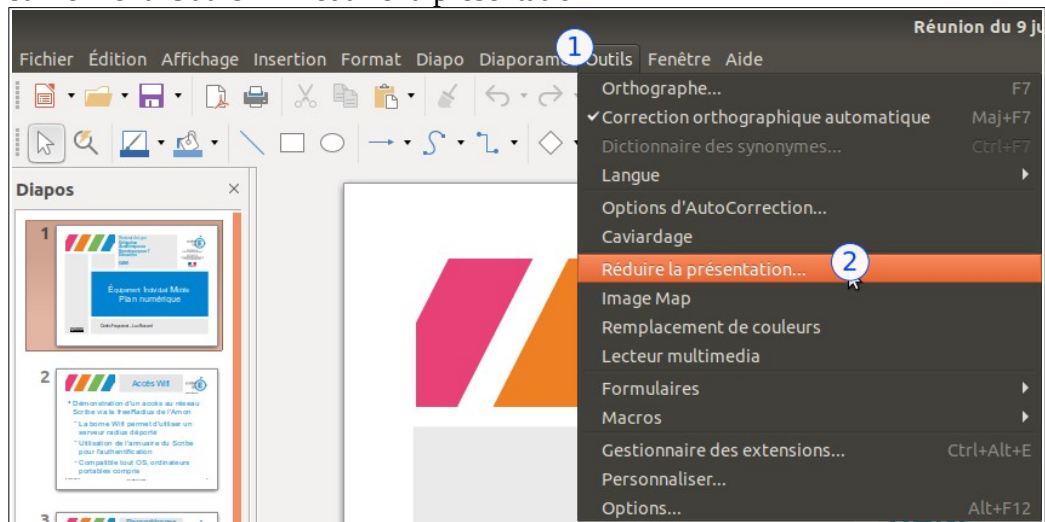 Réunion du 9 ju
1
Fichier Édition Affichage Insertion Format Diapo Diaporama Outils Fenêtre Aide
Orthographe... F7
Correction orthographique automatique Maj+F7
Dictionnaire des synonymes... Ctrl+F7
Langue
Options d'AutoCorrection...
Caviardage
Réduire la présentation... 2
Image Map
Remplacement de couleurs
Lecteur multimedia
Formulaires
Macros
Gestionnaire des extensions... Ctrl+Alt+E
Personnaliser...
Options... Alt+F12
Diapos
1
Équipement Individuel Mobile
Plan numérique
2
Accès Wifi
Démonstration d'un accès au réseau
Scribe via le freeRadius de l'Amon
La borne Wifi permet d'utiliser un
serveur radius déporté
Utilisation de l'annuaire du Scribe
pour l'authentification
Compatible tout OS, ordinateurs
portables compris
3